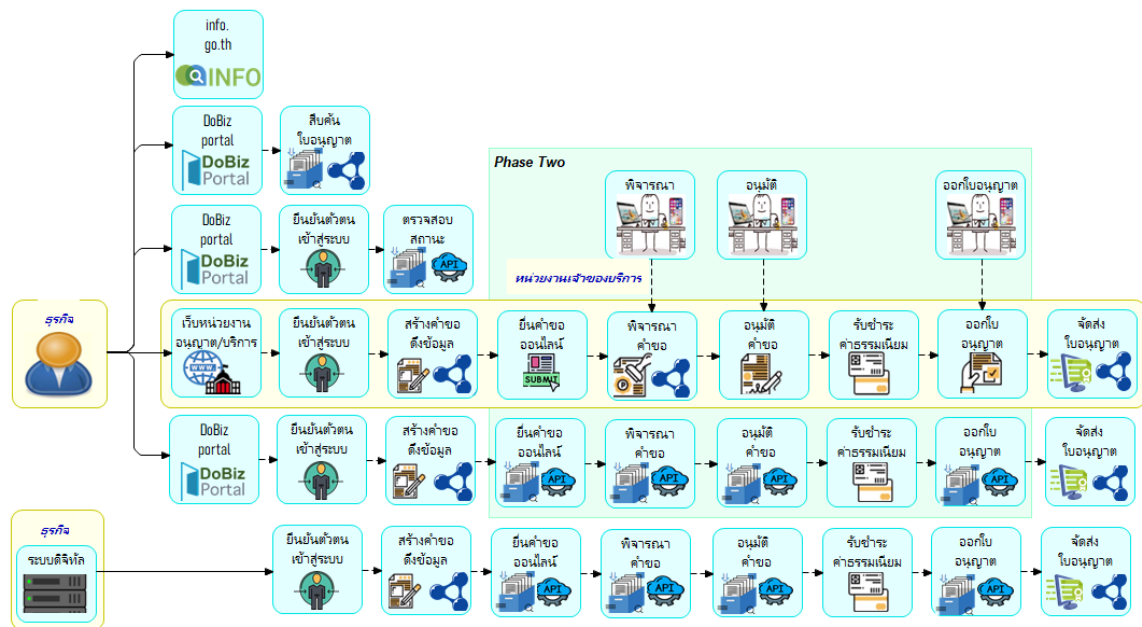 info.
go.th
INFO
DoBiz
portal
DoBiz
Portal
สืบค้น
ใบอนุญาต
Phase Two
พิจารณา
อนุมัติ
ออกใบอนุญาต
DoBiz
portal
DoBiz
Portal
ยืนยันตัวตน
เข้าสู่ระบบ
ตรวจสอบ
สถานะ
API
หน่วยงานเจ้าของบริการ
ธุรกิจ
เว็บหน่วยงาน
อนุญาต/บริการ
WWW
ยืนยันตัวตน
เข้าสู่ระบบ
สร้างคำขอ
ดึงข้อมูล
ยื่นคำขอ
ออนไลน์
SUBMIT
พิจารณา
คำขอ
อนุมัติ
คำขอ
รับชำระ
ค่าธรรมเนียม
ออกใบ
อนุญาต
จัดส่ง
ใบอนุญาต
DoBiz
portal
DoBiz
Portal
ยืนยันตัวตน
เข้าสู่ระบบ
สร้างคำขอ
ดึงข้อมูล
ยื่นคำขอ
ออนไลน์
API
พิจารณา
คำขอ
API
อนุมัติ
คำขอ
API
รับชำระ
ค่าธรรมเนียม
ออกใบ
อนุญาต
API
จัดส่ง
ใบอนุญาต
ธุรกิจ
ระบบดิจิทัล
ยืนยันตัวตน
เข้าสู่ระบบ
สร้างคำขอ
ดึงข้อมูล
ยื่นคำขอ
ออนไลน์
API
พิจารณา
คำขอ
API
อนุมัติ
คำขอ
API
รับชำระ
ค่าธรรมเนียม
ออกใบ
อนุญาต
API
จัดส่ง
ใบอนุญาต